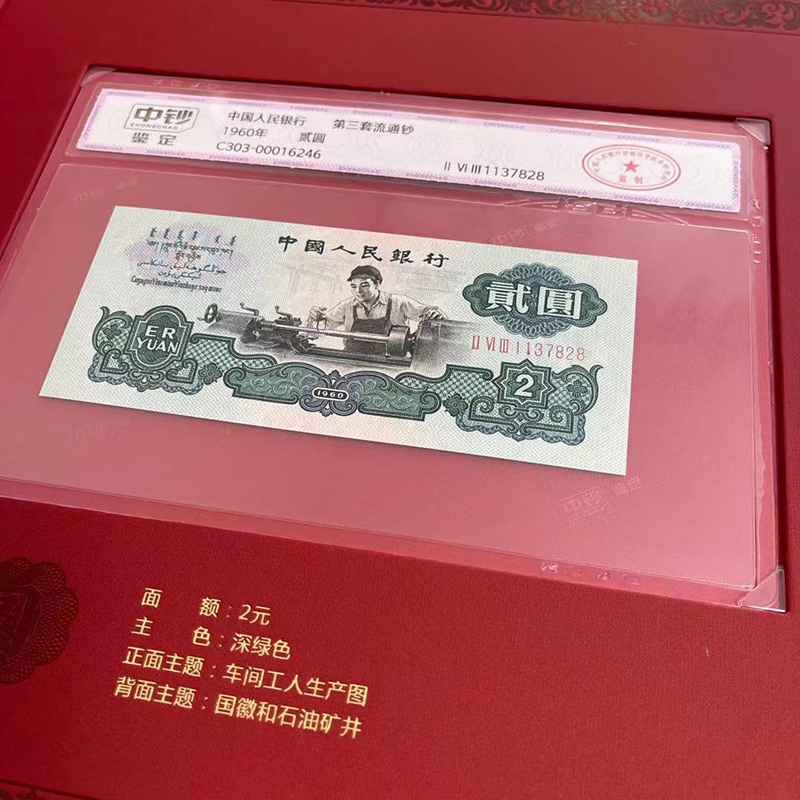 中钞
ZHONGCHAO
鉴定
中国人民银行 第三套流通钞
1960年 贰圆
C303-00016246
II VI III 1137828
监制
中國人民銀行
貳圓
ER
YUAN
II VI III 1137828
1960
2
面 额：2元
主 色：深绿色
正面主题：车间工人生产图
背面主题：国徽和石油矿井